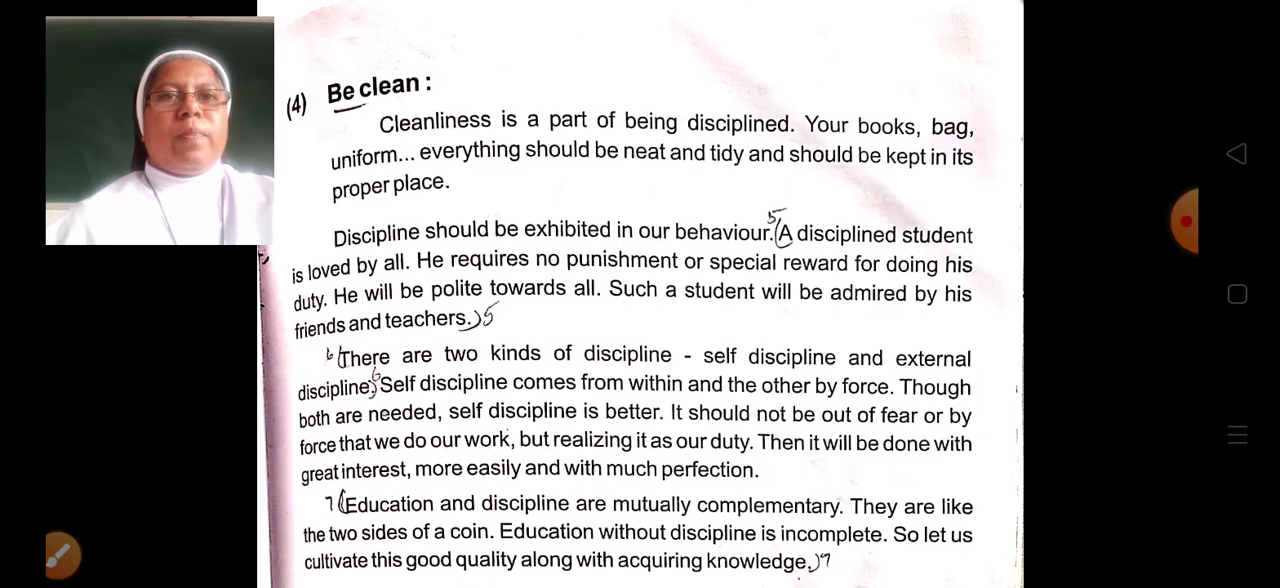 (4) Be clean :
Cleanliness is a part of being disciplined. Your books, bag,
uniform... everything should be neat and tidy and should be kept in its
proper place.
Discipline should be exhibited in our behaviour. 5(A disciplined student
is loved by all. He requires no punishment or special reward for doing his
duty. He will be polite towards all. Such a student will be admired by his
friends and teachers.)5
6(There are two kinds of discipline - self discipline and external
discipline.)6 Self discipline comes from within and the other by force. Though
both are needed, self discipline is better. It should not be out of fear or by
force that we do our work, but realizing it as our duty. Then it will be done with
great interest, more easily and with much perfection.
7(Education and discipline are mutually complementary. They are like
the two sides of a coin. Education without discipline is incomplete. So let us
cultivate this good quality along with acquiring knowledge.)7